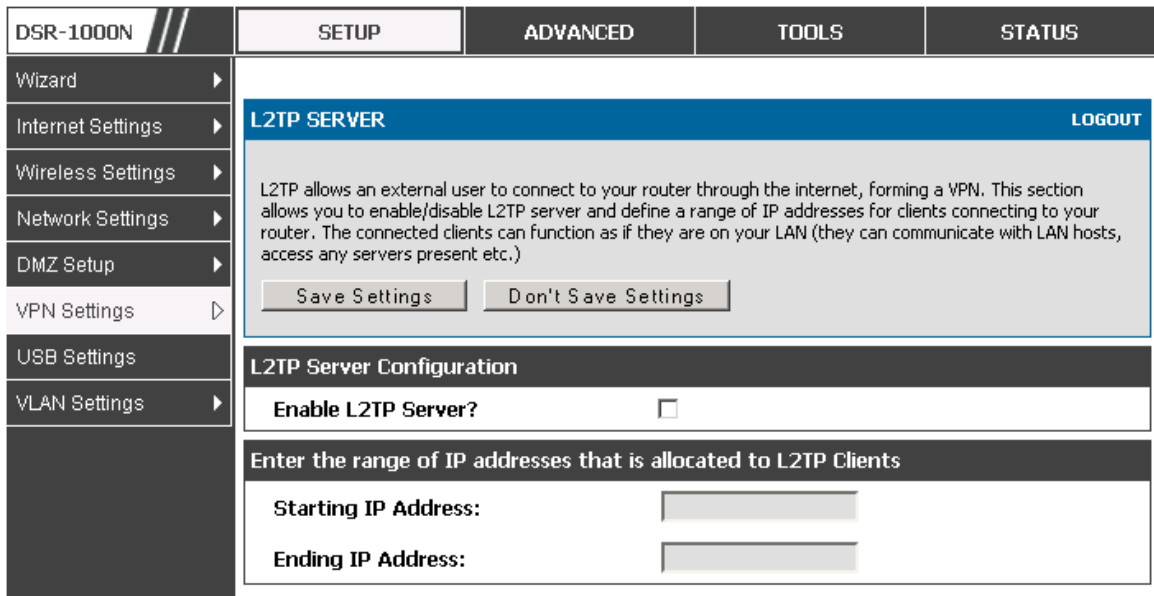 DSR-1000N
SETUP
ADVANCED
TOOLS
STATUS
Wizard
Internet Settings
Wireless Settings
Network Settings
DMZ Setup
VPN Settings
USB Settings
VLAN Settings
L2TP SERVER
LOGOUT
L2TP allows an external user to connect to your router through the internet, forming a VPN. This section
allows you to enable/disable L2TP server and define a range of IP addresses for clients connecting to your
router. The connected clients can function as if they are on your LAN (they can communicate with LAN hosts,
access any servers present etc.)
Save Settings
Don't Save Settings
L2TP Server Configuration
Enable L2TP Server?
Enter the range of IP addresses that is allocated to L2TP Clients
Starting IP Address:
Ending IP Address: